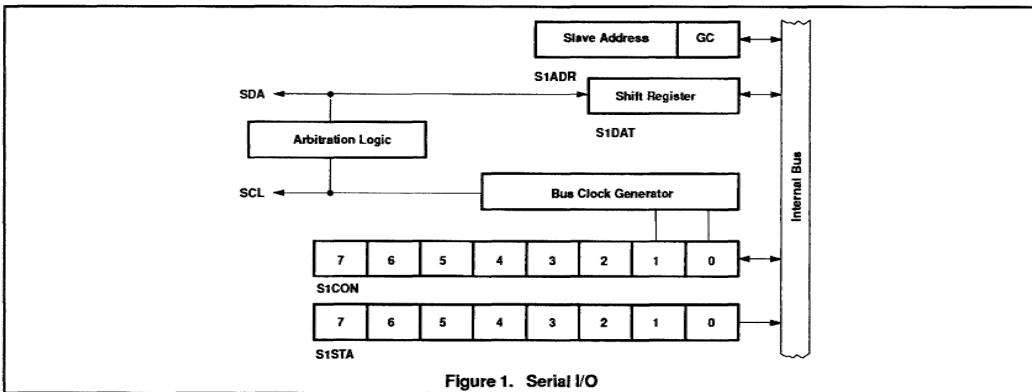 Slave Address GC
S1ADR
SDA
Shift Register
S1DAT
Arbitration Logic
SCL
Bus Clock Generator
Internal Bus
7 6 5 4 3 2 1 0
S1CON
7 6 5 4 3 2 1 0
S1STA
Figure 1. Serial I/O